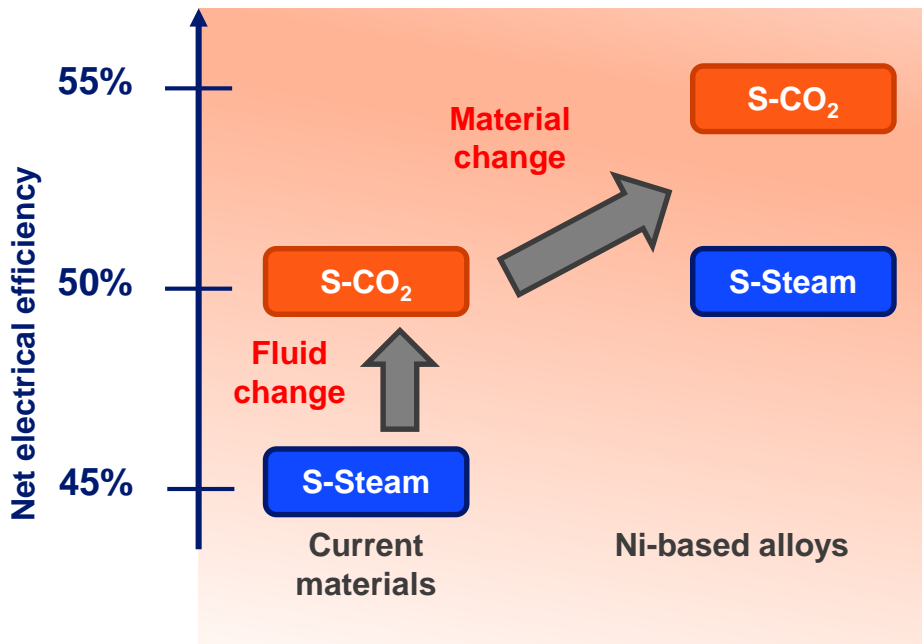 Net electrical efficiency
55%
50%
45%
S-CO₂
Material
change
S-CO₂
S-Steam
Fluid
change
S-Steam
Current
materials
Ni-based alloys